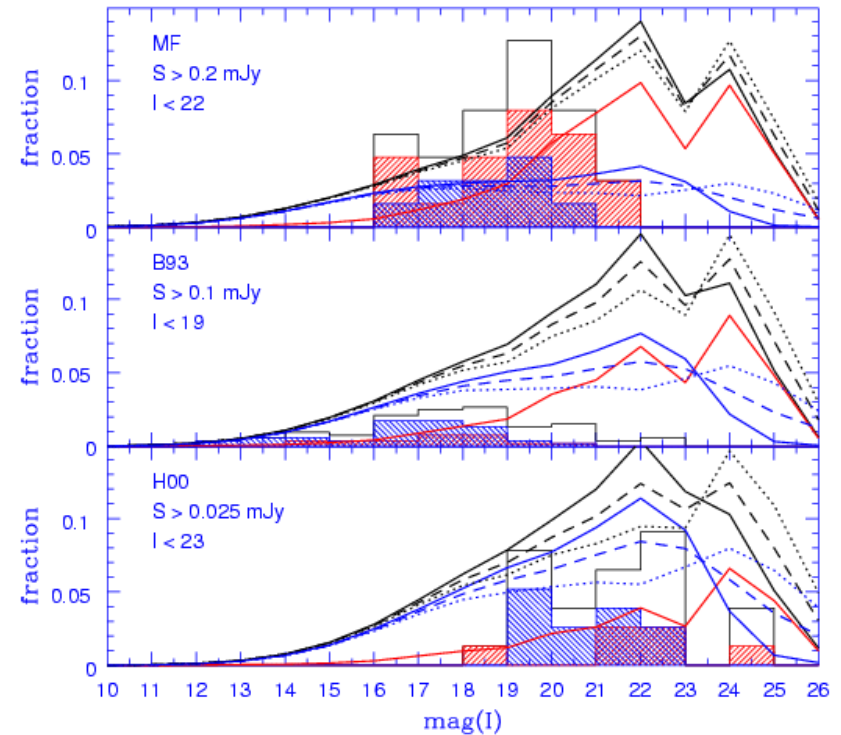 MF
S > 0.2 mJy
I < 22
fraction
0.1
0.05
0
B93
S > 0.1 mJy
I < 19
fraction
0.1
0.05
0
H00
S > 0.025 mJy
I < 23
fraction
0.1
0.05
0
10 11 12 13 14 15 16 17 18 19 20 21 22 23 24 25 26
mag(I)